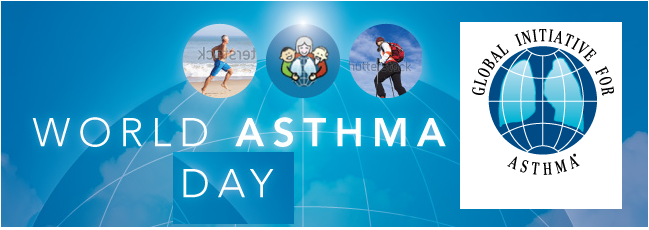 WORLD ASTHMA
DAY
GLOBAL INITIATIVE FOR
ASTHMA